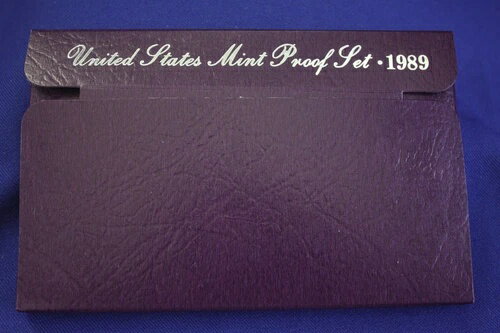 United States Mint Proof Set · 1989